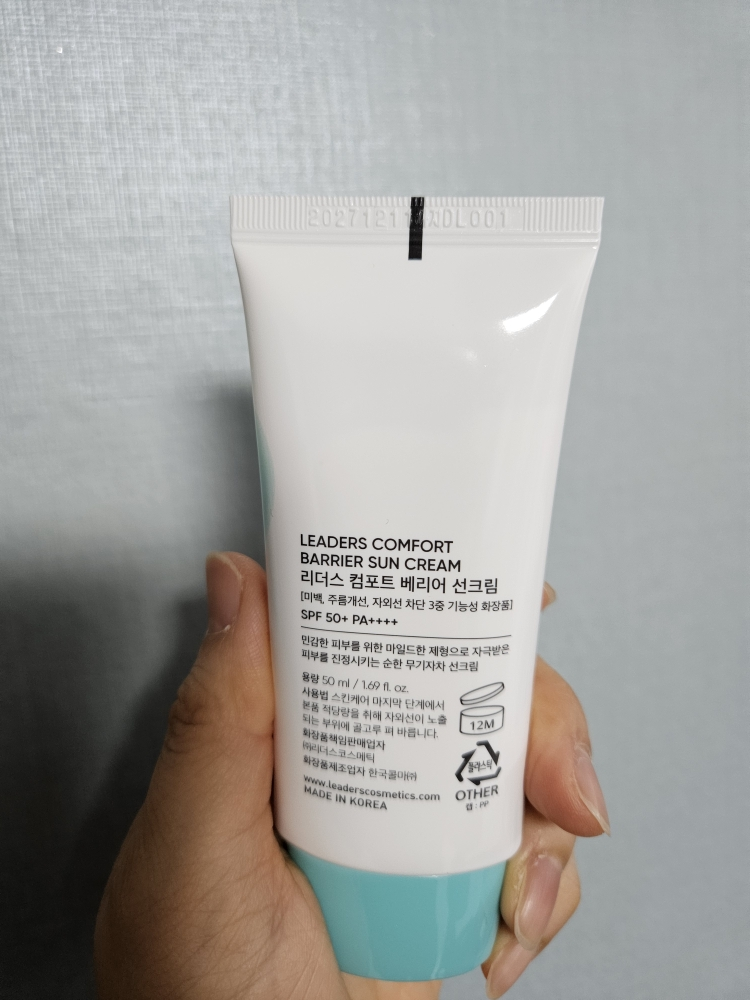 LEADERS COMFORT
BARRIER SUN CREAM
리더스 컴포트 베리어 선크림
[미백, 주름개선, 자외선 차단 3중 기능성 화장품]
SPF 50+ PA++++
민감한 피부를 위한 마일드한 제형으로 자극받은
피부를 진정시키는 순한 무기자차 선크림
용량 50 ml / 1.69 fl. oz.
사용법 스킨케어 마지막 단계에서
본품 적당량을 취해 자외선이 노출
되는 부위에 골고루 펴 바릅니다.
화장품책임판매업자
㈜리더스코스메틱
화장품제조업자 한국콜마㈜
www.leaderscosmetics.com
MADE IN KOREA
12M
플라스틱
OTHER
캡 : PP